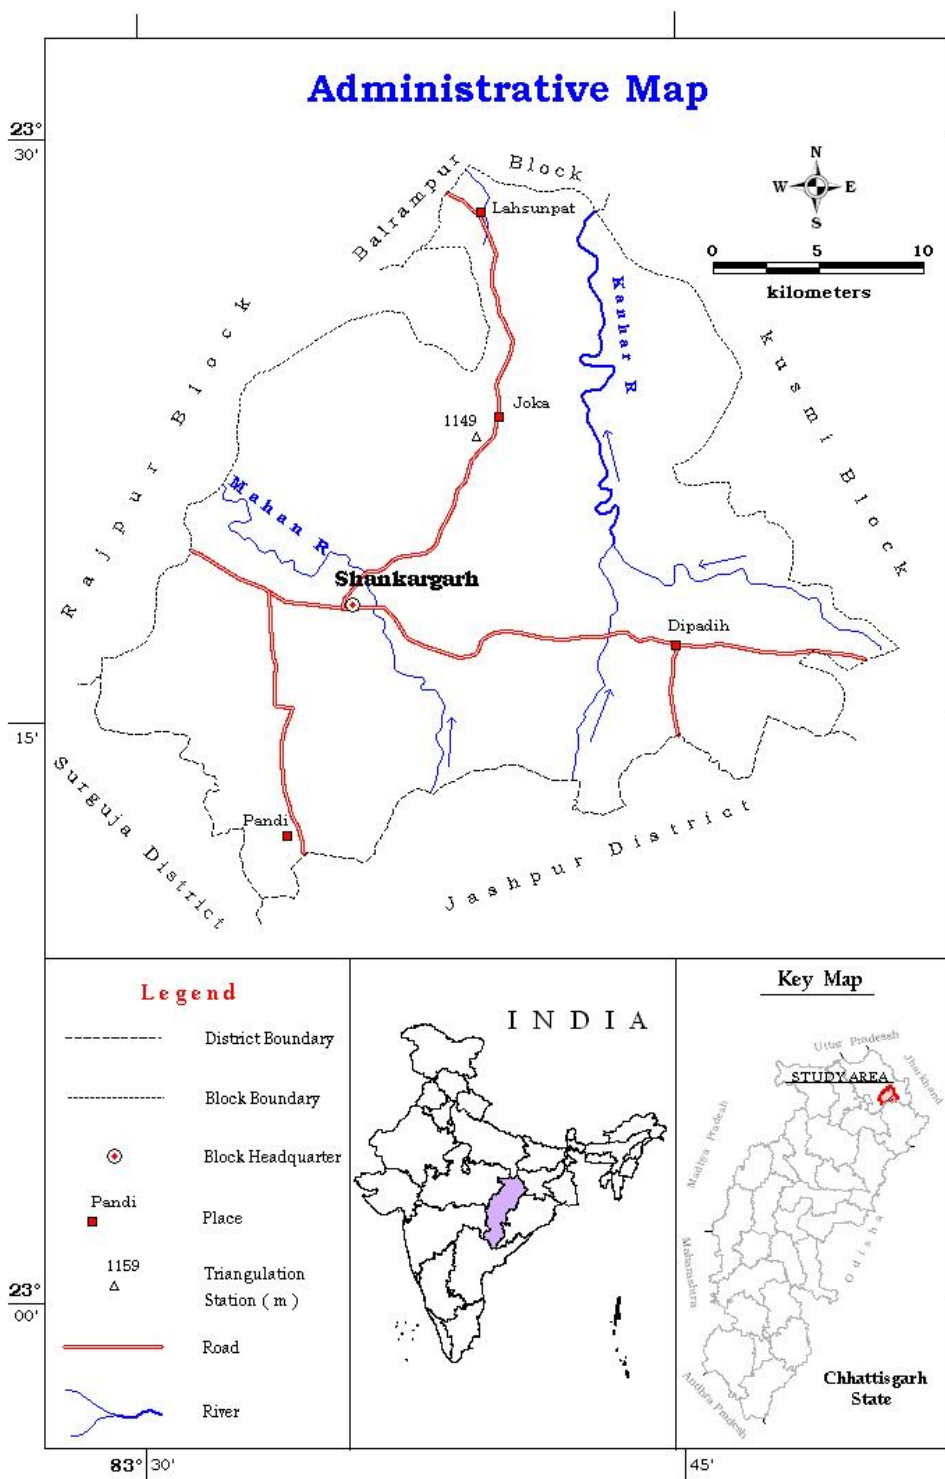 Administrative Map
23°
30'
Balrampur Block
N
W E
S
Lahsunpat
0 5 10
kilometers
Kanhar R
Rajpur Block
kusmi Block
Joka
1149
Mahan R
Shankargarh
Dipadih
15'
Surguja District
Pandi
Jashpur District
Legend
District Boundary
Block Boundary
Block Headquarter
Pandi
Place
1159
Triangulation
Station ( m )
Road
River
INDIA
Key Map
Uttar Pradessh
Jharkhand
STUDY AREA
Madiya Pradesh
Odisha
Mahamshtra
Andhra Pradesh
Chhattisgarh
State
23°
00'
83° 30'
45'